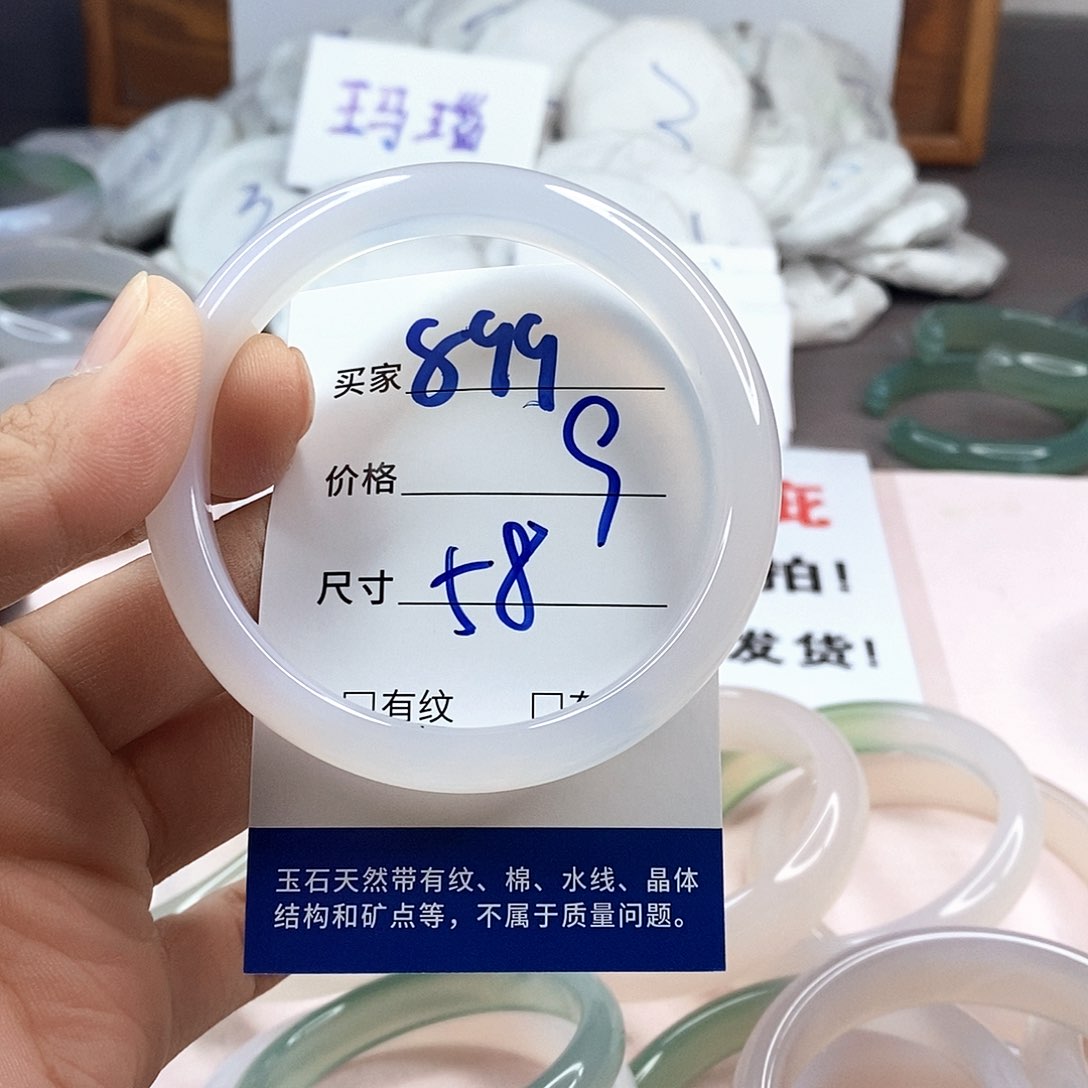 玛瑙
3
买家 899
9
价格
尺寸 58
□有纹 □
拍!
发货!
玉石天然带有纹、棉、水线、晶体
结构和矿点等，不属于质量问题。